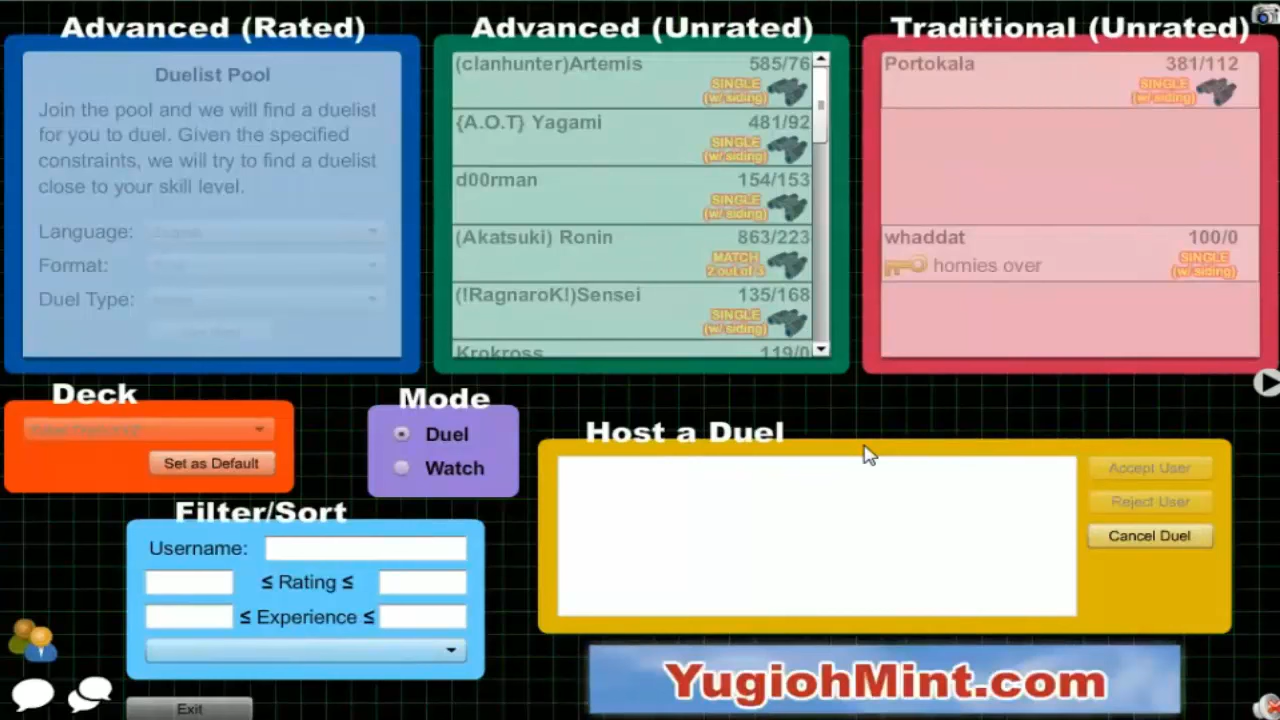 Advanced (Rated)
Duelist Pool
Join the pool and we will find a duelist
for you to duel. Given the specified
constraints, we will try to find a duelist
close to your skill level.
Language:
Format:
Duel Type:
Advanced (Unrated)
(clanhunter)Artemis 585/76
SINGLE
(w/ siding)
{A.O.T} Yagami 481/92
SINGLE
(w/ siding)
d00rman 154/153
SINGLE
(w/ siding)
(Akatsuki) Ronin 863/223
MATCH
2 out of 3
(!RagnaroK!)Sensei 135/168
SINGLE
(w/ siding)
Krokross 119/0
Traditional (Unrated)
Portokala 381/112
SINGLE
(w/ siding)
whaddat 100/0
homies over SINGLE
(w/ siding)
Deck
Set as Default
Mode
Duel
Watch
Host a Duel
Accept User
Reject User
Cancel Duel
Filter/Sort
Username:
≤ Rating ≤
≤ Experience ≤
Exit
YugiohMint.com